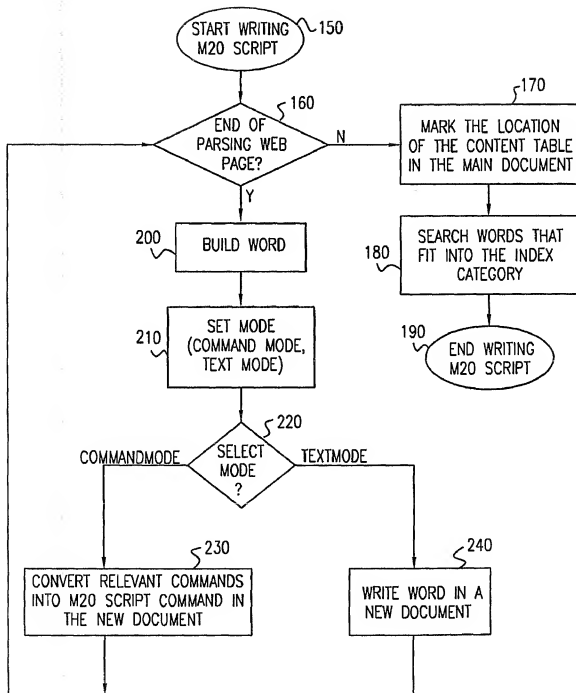 START WRITING
M20 SCRIPT
150
160
END OF
PARSING WEB
PAGE?
N
Y
170
MARK THE LOCATION
OF THE CONTENT TABLE
IN THE MAIN DOCUMENT
200
BUILD WORD
180
SEARCH WORDS THAT
FIT INTO THE INDEX
CATEGORY
210
SET MODE
(COMMAND MODE,
TEXT MODE)
190
END WRITING
M20 SCRIPT
220
COMMANDMODE
SELECT
MODE
?
TEXTMODE
230
CONVERT RELEVANT COMMANDS
INTO M20 SCRIPT COMMAND IN
THE NEW DOCUMENT
240
WRITE WORD IN A
NEW DOCUMENT